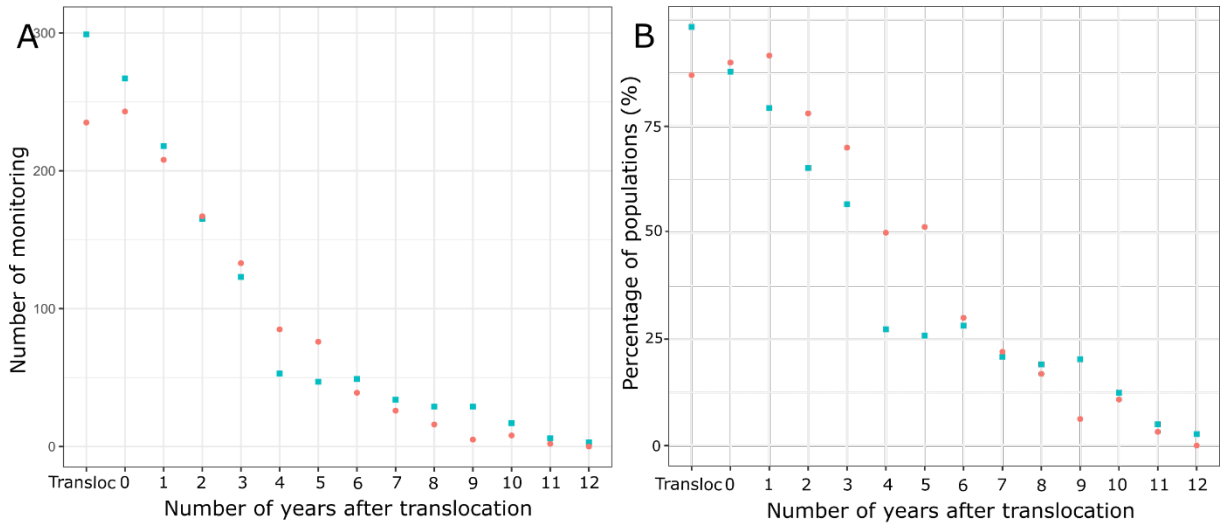 A
Number of monitoring
300
200
100
0
Transloc 0 1 2 3 4 5 6 7 8 9 10 11 12
Number of years after translocation
B
Percentage of populations (%)
75
50
25
0
Transloc 0 1 2 3 4 5 6 7 8 9 10 11 12
Number of years after translocation